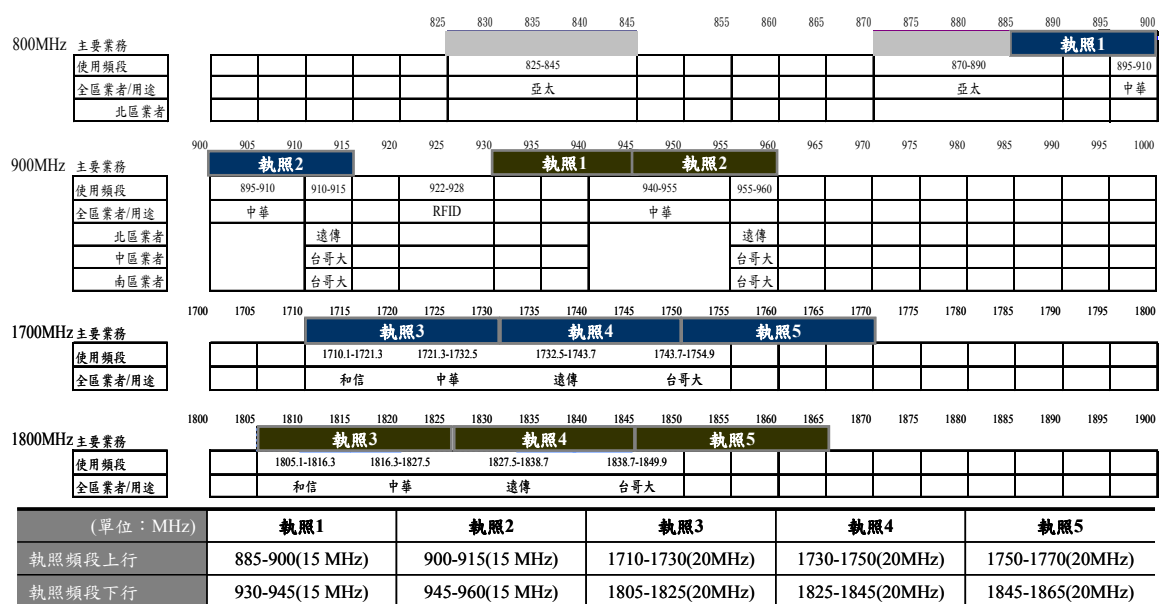 825 830 835 840 845 855 860 865 870 875 880 885 890 895 900
800MHz 主要業務 執照1
使用頻段 825-845 870-890 895-910
全區業者/用途 亞太 亞太 中華
北區業者
900 905 910 915 920 925 930 935 940 945 950 955 960 965 970 975 980 985 990 995 1000
900MHz 主要業務 執照2 執照1 執照2
使用頻段 895-910 910-915 922-928 940-955 955-960
全區業者/用途 中華 RFID 中華
北區業者 遠傳 遠傳
中區業者 台哥大 台哥大
南區業者 台哥大 台哥大
1700 1705 1710 1715 1720 1725 1730 1735 1740 1745 1750 1755 1760 1765 1770 1775 1780 1785 1790 1795 1800
1700MHz 主要業務 執照3 執照4 執照5
使用頻段 1710.1-1721.3 1721.3-1732.5 1732.5-1743.7 1743.7-1754.9
全區業者/用途 和信 中華 遠傳 台哥大
1800 1805 1810 1815 1820 1825 1830 1835 1840 1845 1850 1855 1860 1865 1870 1875 1880 1885 1890 1895 1900
1800MHz 主要業務 執照3 執照4 執照5
使用頻段 1805.1-1816.3 1816.3-1827.5 1827.5-1838.7 1838.7-1849.9
全區業者/用途 和信 中華 遠傳 台哥大
(單位：MHz) 執照1 執照2 執照3 執照4 執照5
執照頻段上行 885-900(15 MHz) 900-915(15 MHz) 1710-1730(20MHz) 1730-1750(20MHz) 1750-1770(20MHz)
執照頻段下行 930-945(15 MHz) 945-960(15 MHz) 1805-1825(20MHz) 1825-1845(20MHz) 1845-1865(20MHz)